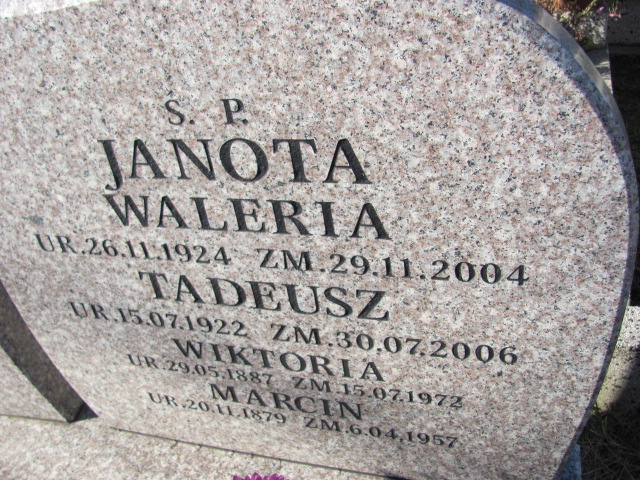 Ś. P.
JANOTA
WALERIA
UR.26.11.1924 ZM.29.11.2004
TADEUSZ
UR.15.07.1922 ZM.30.07.2006
WIKTORIA
UR.29.05.1887 ZM.15.07.1972
MARCIN
UR.20.11.1879 ZM.6.04.1957